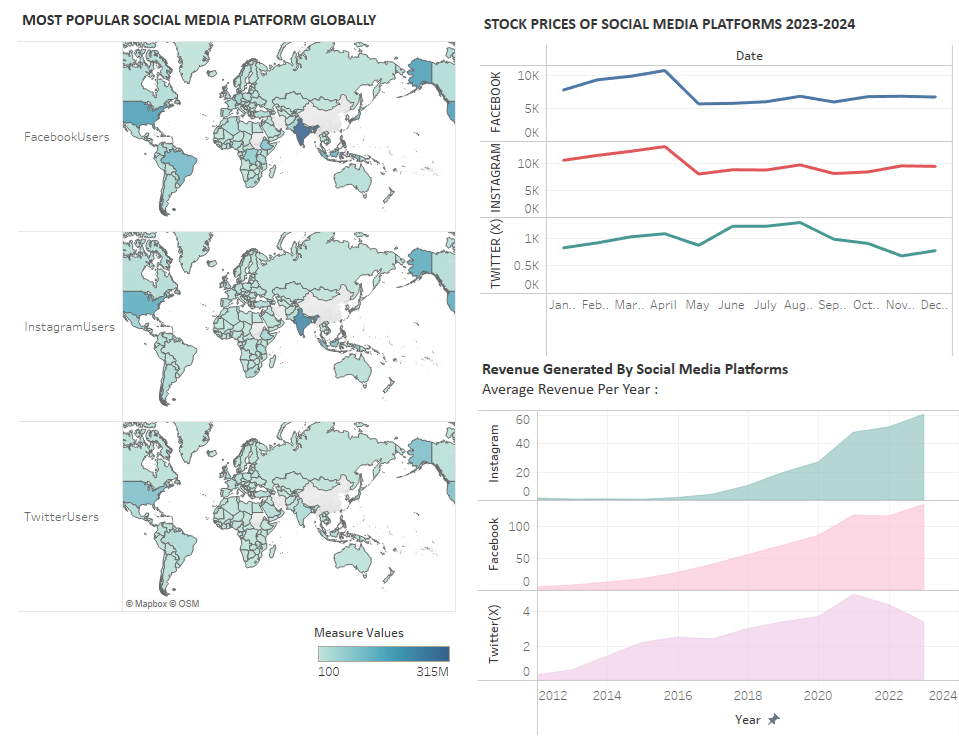 MOST POPULAR SOCIAL MEDIA PLATFORM GLOBALLY
FacebookUsers
InstagramUsers
TwitterUsers
© Mapbox © OSM
Measure Values
100 315M
STOCK PRICES OF SOCIAL MEDIA PLATFORMS 2023-2024
Date
FACEBOOK
10K
5K
0K
INSTAGRAM
10K
5K
0K
TWITTER (X)
1K
0.5K
0K
Jan.. Feb.. Mar.. April May June July Aug.. Sep.. Oct.. Nov.. Dec..
Revenue Generated By Social Media Platforms
Average Revenue Per Year :
Instagram
60
40
20
0
Facebook
100
50
0
Twitter(X)
4
2
0
2012 2014 2016 2018 2020 2022 2024
Year